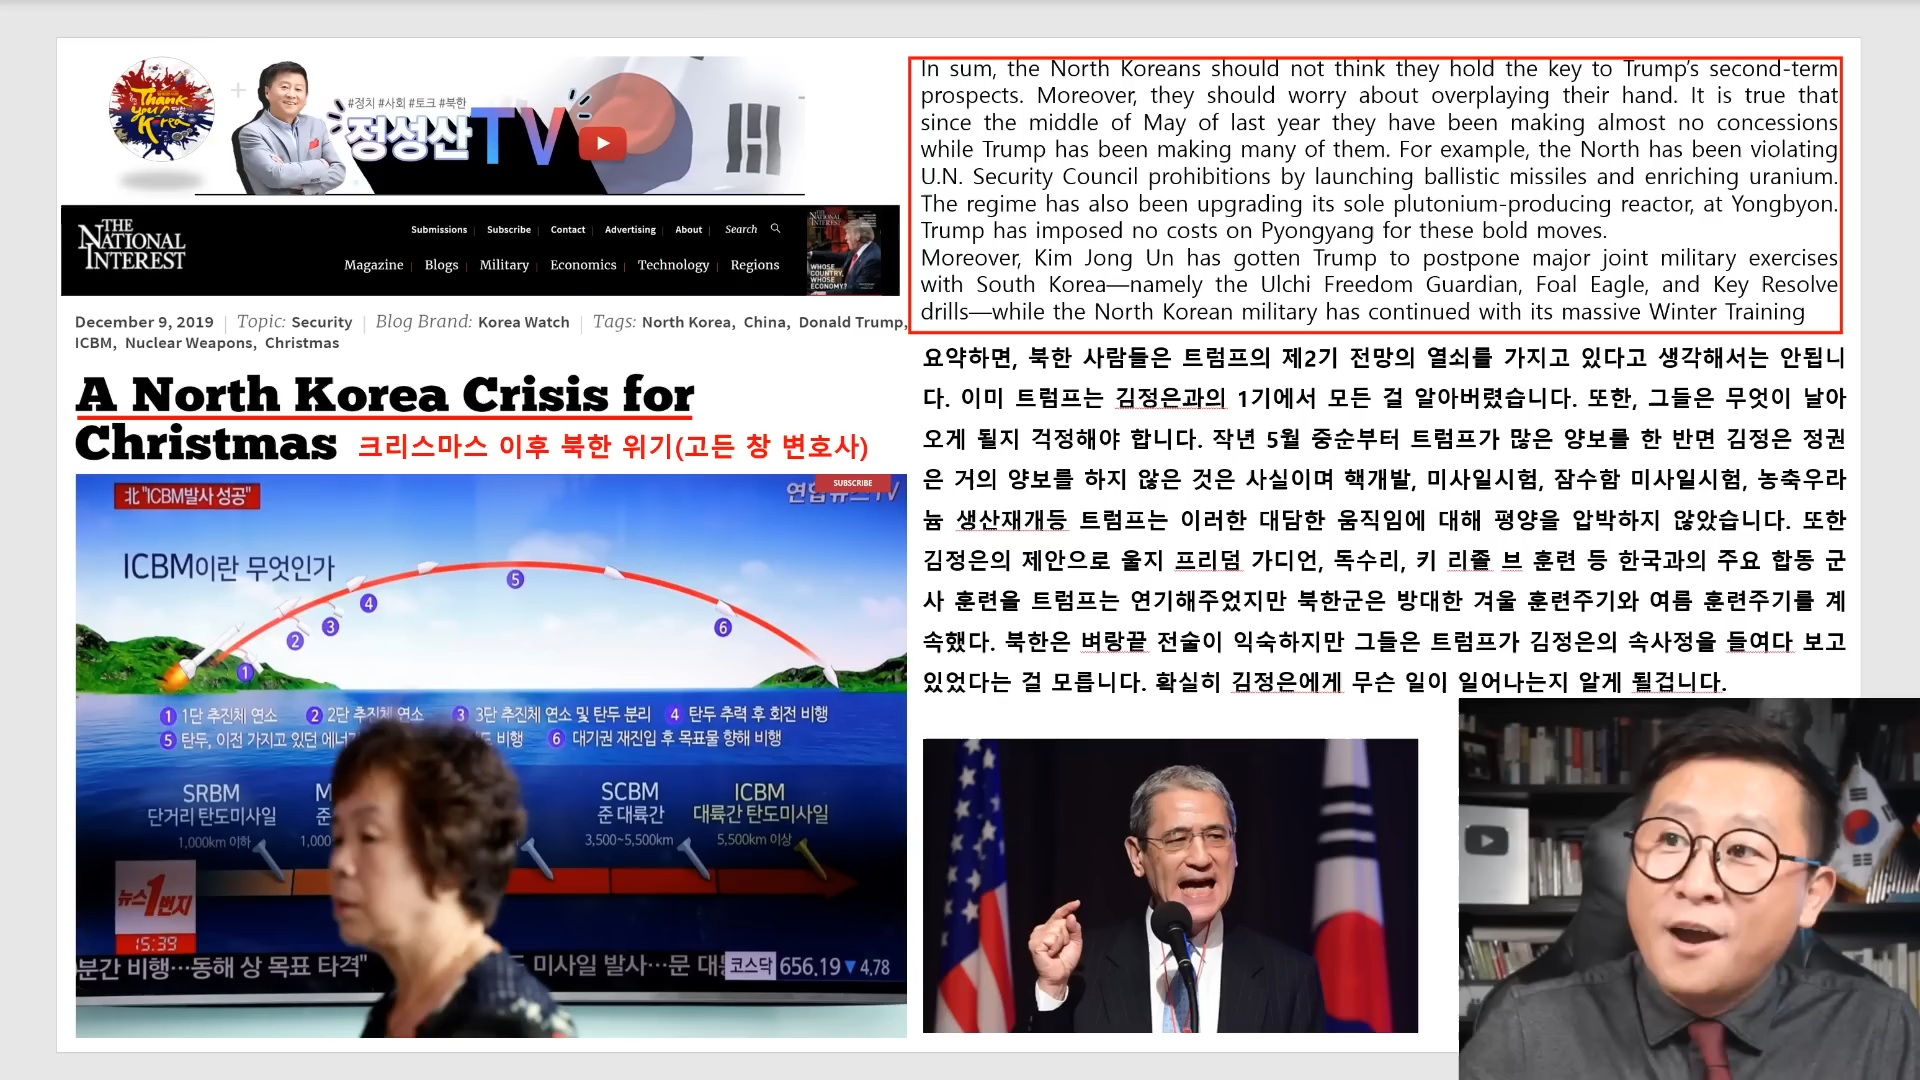 Thank you Korea
#정치 #사회 #토크 #북한
정성산TV
THE NATIONAL INTEREST
Submissions | Subscribe | Contact | Advertising | About | Search
Magazine | Blogs | Military | Economics | Technology | Regions
WHOSE COUNTRY, WHOSE ECONOMY?
December 9, 2019 | Topic: Security | Blog Brand: Korea Watch | Tags: North Korea, China, Donald Trump,
ICBM, Nuclear Weapons, Christmas
A North Korea Crisis for
Christmas 크리스마스 이후 북한 위기(고든 창 변호사)
北 "ICBM발사 성공"
SUBSCRIBE
ICBM이란 무엇인가
5
4
3
2
6
1
1 1단 추진체 연소 2 2단 추진체 연소 3 3단 추진체 연소 및 탄두 분리 4 탄두 추력 후 회전 비행
5 탄두, 이전 가지고 있던 비행 6 대기권 재진입 후 목표물 향해 비행
SRBM
단거리 탄도미사일
1,000km 이하
SCBM
준 대륙간
3,500~5,500km
ICBM
대륙간 탄도미사일
5,500km 이상
뉴스1번지
15:39
분간 비행…동해 상 목표 타격" 미사일 발사…문 코스닥 656.19▼4.78
In sum, the North Koreans should not think they hold the key to Trump's second-term
prospects. Moreover, they should worry about overplaying their hand. It is true that
since the middle of May of last year they have been making almost no concessions
while Trump has been making many of them. For example, the North has been violating
U.N. Security Council prohibitions by launching ballistic missiles and enriching uranium.
The regime has also been upgrading its sole plutonium-producing reactor, at Yongbyon.
Trump has imposed no costs on Pyongyang for these bold moves.
Moreover, Kim Jong Un has gotten Trump to postpone major joint military exercises
with South Korea—namely the Ulchi Freedom Guardian, Foal Eagle, and Key Resolve
drills—while the North Korean military has continued with its massive Winter Training
요약하면, 북한 사람들은 트럼프의 제2기 전망의 열쇠를 가지고 있다고 생각해서는 안됩니
다. 이미 트럼프는 김정은과의 1기에서 모든 걸 알아버렸습니다. 또한, 그들은 무엇이 날아
오게 될지 걱정해야 합니다. 작년 5월 중순부터 트럼프가 많은 양보를 한 반면 김정은 정권
은 거의 양보를 하지 않은 것은 사실이며 핵개발, 미사일시험, 잠수함 미사일시험, 농축우라
늄 생산재개등 트럼프는 이러한 대담한 움직임에 대해 평양을 압박하지 않았습니다. 또한
김정은의 제안으로 울지 프리덤 가디언, 독수리, 키 리졸 브 훈련 등 한국과의 주요 합동 군
사 훈련을 트럼프는 연기해주었지만 북한군은 방대한 겨울 훈련주기와 여름 훈련주기를 계
속했다. 북한은 벼랑끝 전술이 익숙하지만 그들은 트럼프가 김정은의 속사정을 들여다 보고
있었다는 걸 모릅니다. 확실히 김정은에게 무슨 일이 일어나는지 알게 될겁니다.